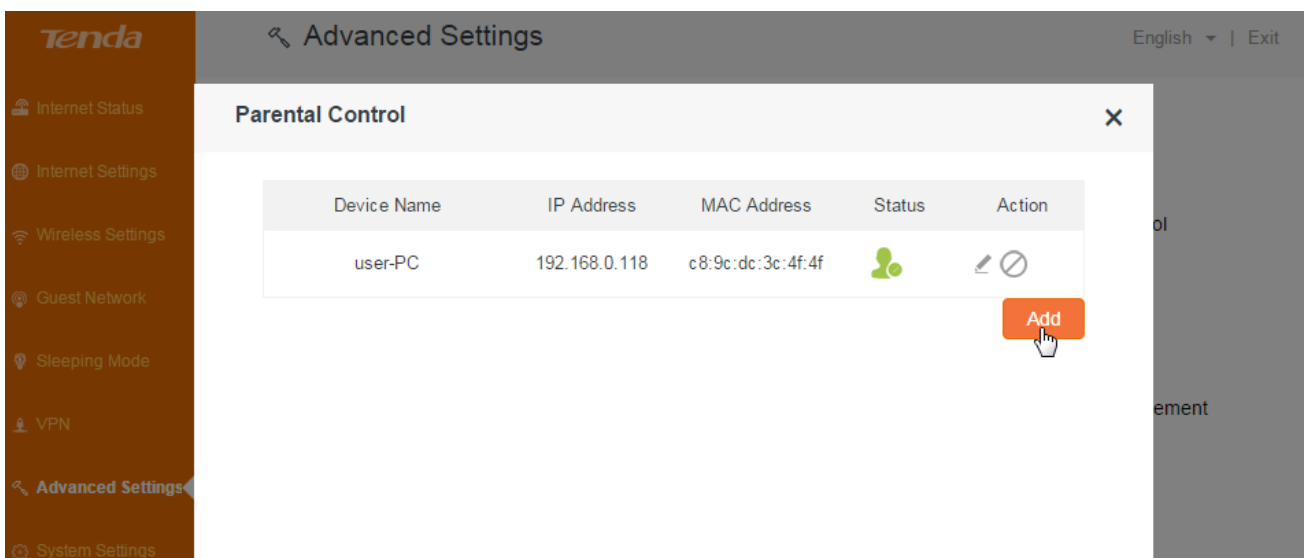 Tenda
Advanced Settings
English | Exit
Internet Status
Parental Control
Internet Settings
Device Name IP Address MAC Address Status Action
ol
Wireless Settings
user-PC 192.168.0.118 c8:9c:dc:3c:4f:4f
Guest Network
Add
Sleeping Mode
ement
VPN
Advanced Settings
System Settings